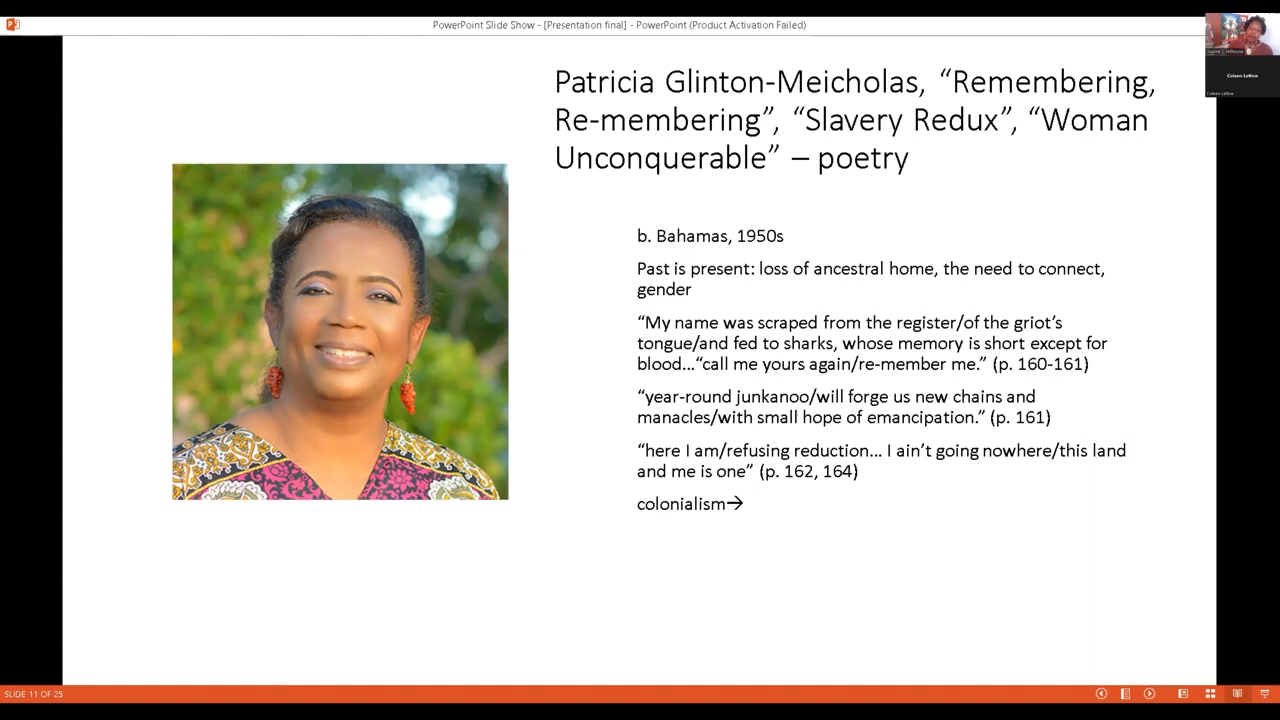 PowerPoint Slide Show - [Presentation final] - PowerPoint (Product Activation Failed)
Coleen Letlow
Coleen Letlow
Patricia Glinton-Meicholas, “Remembering,
Re-membering”, “Slavery Redux”, “Woman
Unconquerable” – poetry
b. Bahamas, 1950s
Past is present: loss of ancestral home, the need to connect,
gender
“My name was scraped from the register/of the griot’s
tongue/and fed to sharks, whose memory is short except for
blood...“call me yours again/re-member me.” (p. 160-161)
“year-round junkanoo/will forge us new chains and
manacles/with small hope of emancipation.” (p. 161)
“here I am/refusing reduction... I ain’t going nowhere/this land
and me is one” (p. 162, 164)
colonialism→
SLIDE 11 OF 25